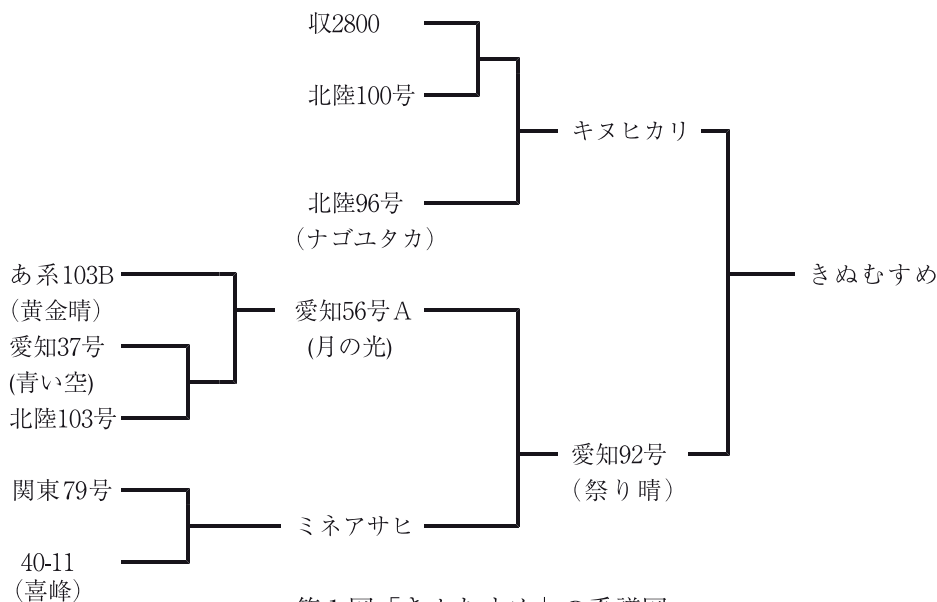 収2800
北陸100号
キヌヒカリ
北陸96号
(ナゴユタカ)
あ系103B
(黄金晴)
愛知37号
(青い空)
北陸103号
愛知56号A
(月の光)
きぬむすめ
関東79号
40-11
(喜峰)
ミネアサヒ
愛知92号
(祭り晴)